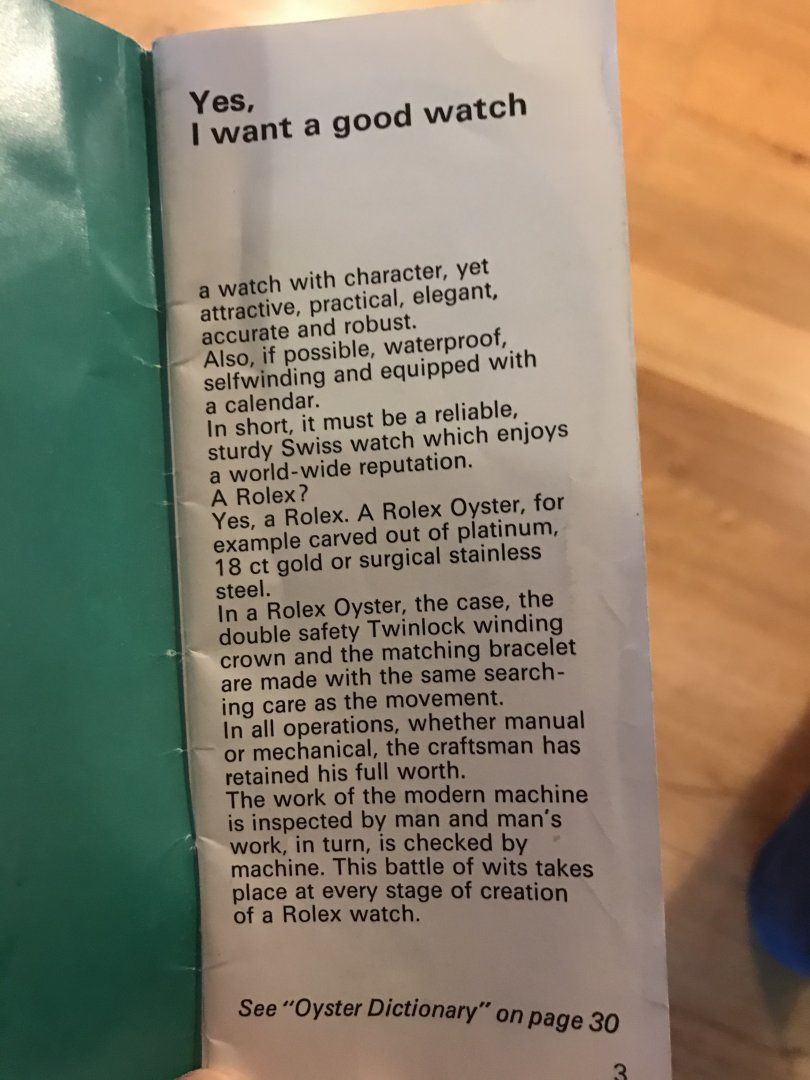 Yes,
I want a good watch
a watch with character, yet
attractive, practical, elegant,
accurate and robust.
Also, if possible, waterproof,
selfwinding and equipped with
a calendar.
In short, it must be a reliable,
sturdy Swiss watch which enjoys
a world-wide reputation.
A Rolex?
Yes, a Rolex. A Rolex Oyster, for
example carved out of platinum,
18 ct gold or surgical stainless
steel.
In a Rolex Oyster, the case, the
double safety Twinlock winding
crown and the matching bracelet
are made with the same search-
ing care as the movement.
In all operations, whether manual
or mechanical, the craftsman has
retained his full worth.
The work of the modern machine
is inspected by man and man's
work, in turn, is checked by
machine. This battle of wits takes
place at every stage of creation
of a Rolex watch.
See "Oyster Dictionary" on page 30
3